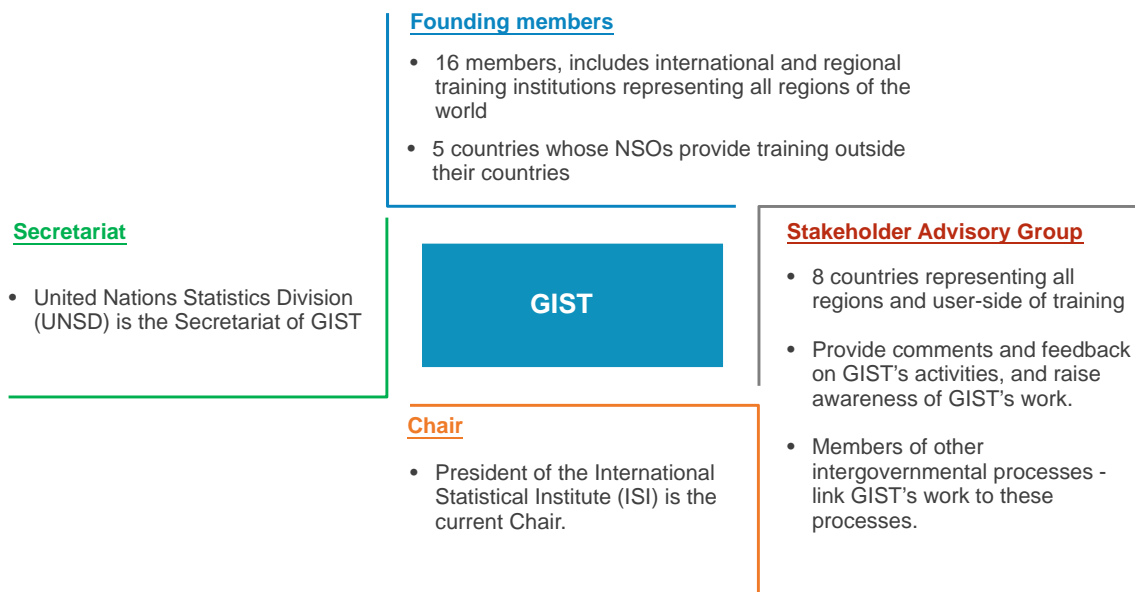 Founding members
• 16 members, includes international and regional
training institutions representing all regions of the
world
• 5 countries whose NSOs provide training outside
their countries
Secretariat
• United Nations Statistics Division
(UNSD) is the Secretariat of GIST
GIST
Stakeholder Advisory Group
• 8 countries representing all
regions and user-side of training
• Provide comments and feedback
on GIST’s activities, and raise
awareness of GIST’s work.
• Members of other
intergovernmental processes -
link GIST’s work to these
processes.
Chair
• President of the International
Statistical Institute (ISI) is the
current Chair.